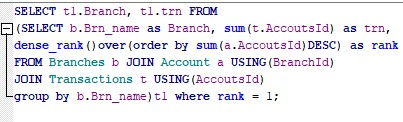 SELECT t1.Branch, t1.trn FROM
(SELECT b.Brn_name as Branch, sum(t.AccoutsId) as trn,
dense_rank()over(order by sum(a.AccoutsId)DESC) as rank
FROM Branches b JOIN Account a USING(BranchId)
JOIN Transactions t USING(AccoutsId)
group by b.Brn_name)t1 where rank = 1;